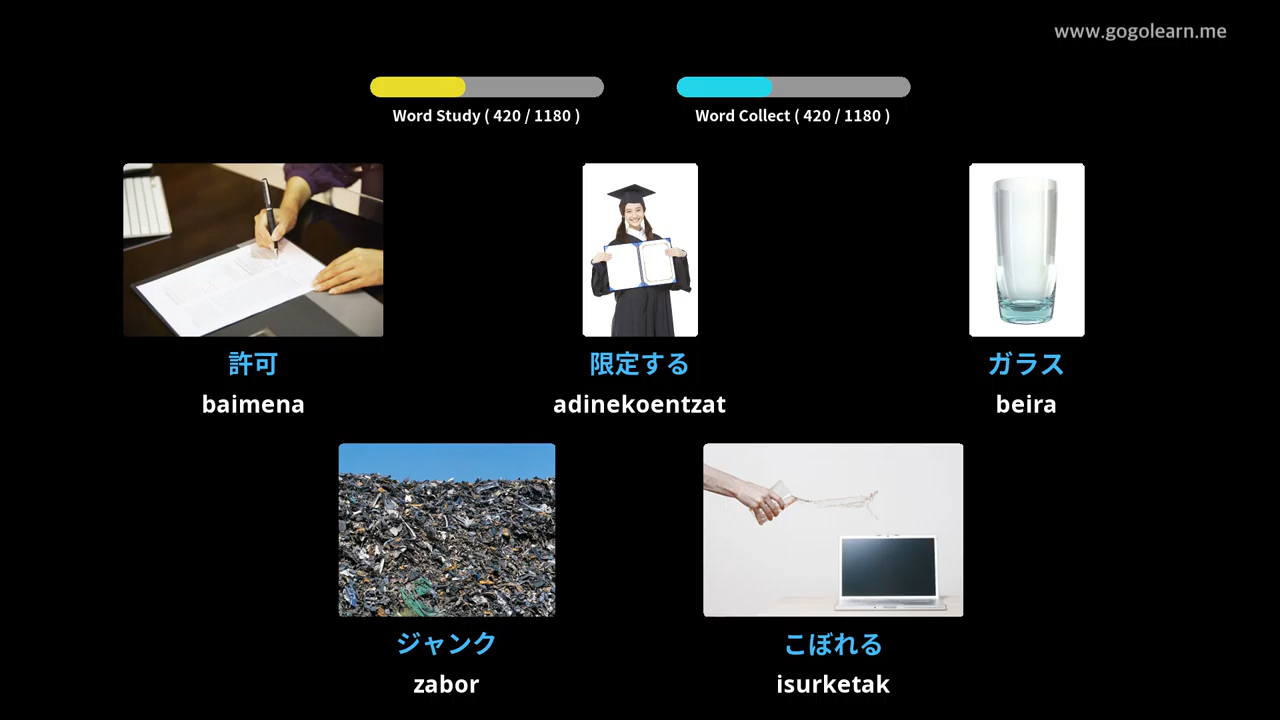 www.gogolearn.me
Word Study ( 420 / 1180 )
Word Collect ( 420 / 1180 )
許可
baimena
限定する
adinekoentzat
ガラス
beira
ジャンク
zabor
こぼれる
isurketak